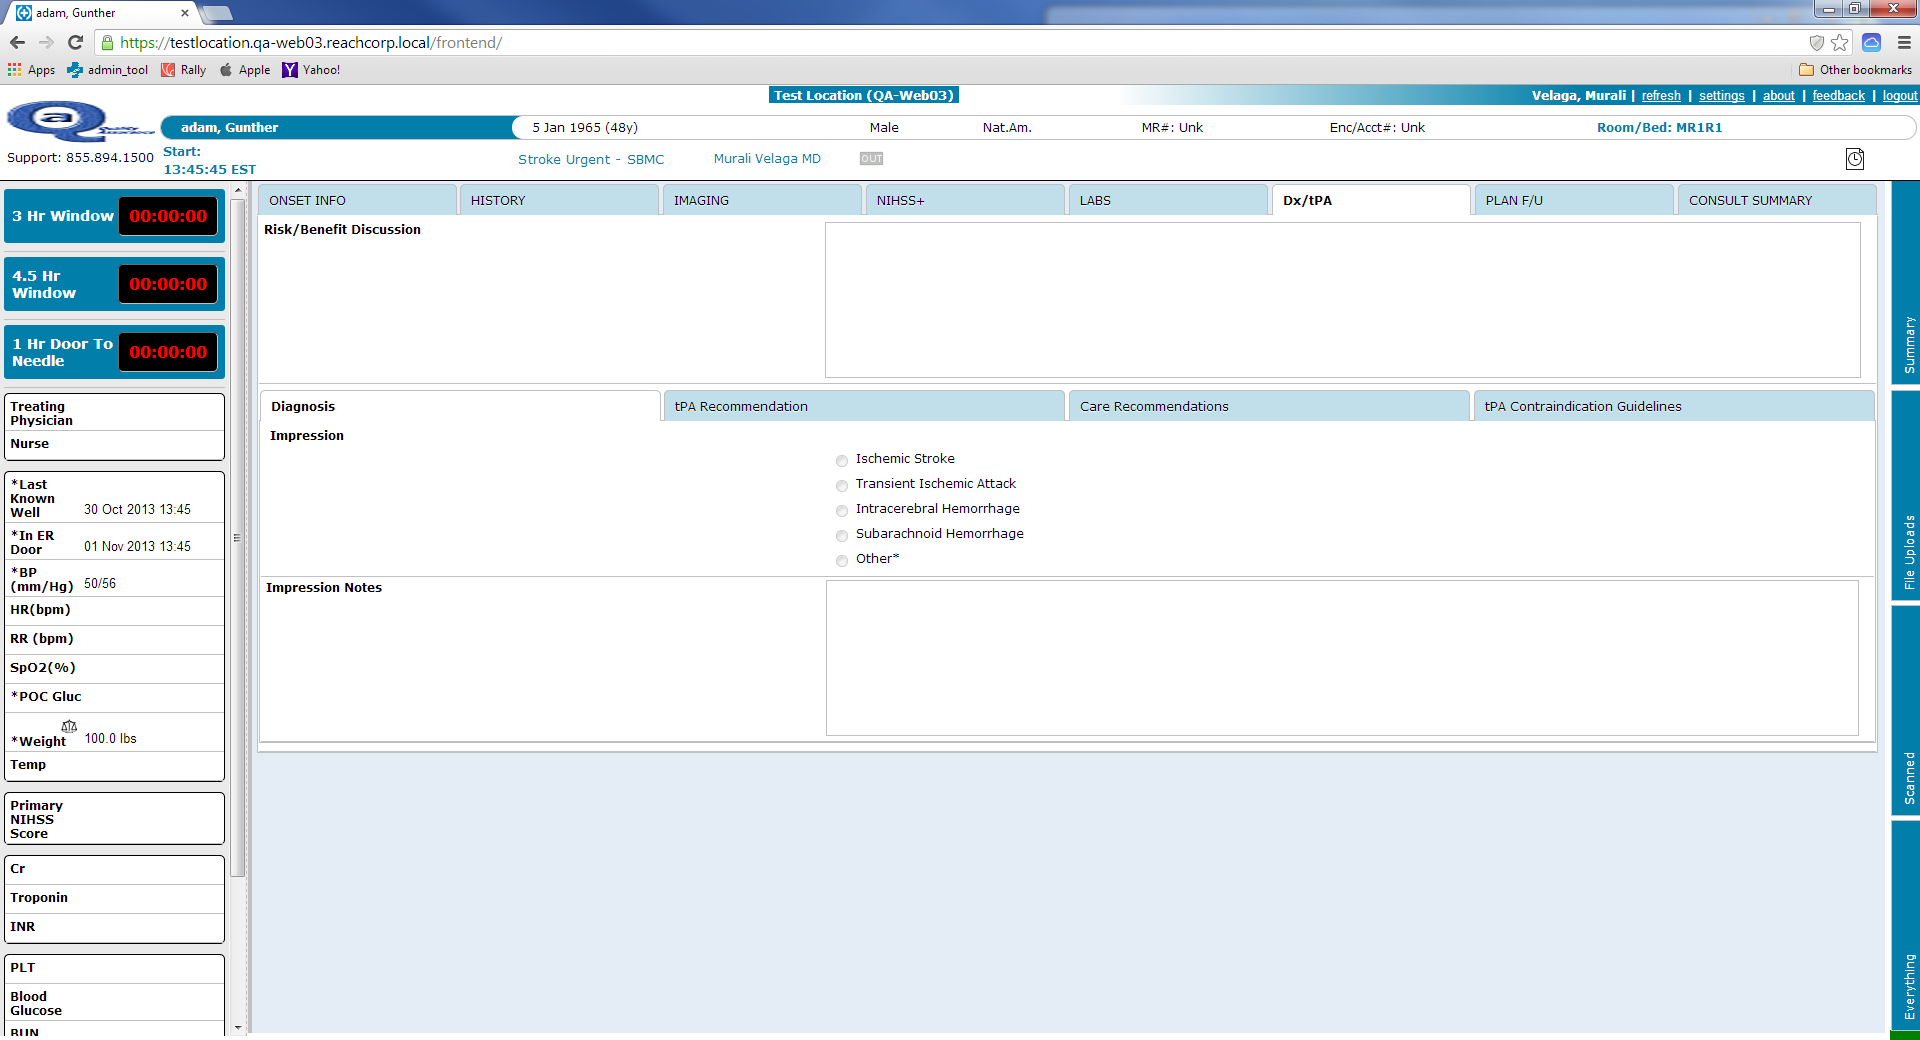 adam, Gunther
https://testlocation.qa-web03.reachcorp.local/frontend/
Apps admin_tool Rally Apple Yahoo! Other bookmarks
Test Location (QA-Web03) Velaga, Murali | refresh | settings | about | feedback | logout
a
Quality
Assurance
adam, Gunther 5 Jan 1965 (48y) Male Nat.Am. MR#: Unk Enc/Acct#: Unk Room/Bed: MR1R1
Support: 855.894.1500
Start:
13:45:45 EST
Stroke Urgent - SBMC Murali Velaga MD OUT
3 Hr Window 00:00:00
4.5 Hr
Window
00:00:00
1 Hr Door To
Needle
00:00:00
Treating
Physician
Nurse
*Last
Known
Well
30 Oct 2013 13:45
*In ER
Door
01 Nov 2013 13:45
*BP
(mm/Hg)
50/56
HR(bpm)
RR (bpm)
SpO2(%)
*POC Gluc
*Weight 100.0 lbs
Temp
Primary
NIHSS
Score
Cr
Troponin
INR
PLT
Blood
Glucose
BUN
ONSET INFO HISTORY IMAGING NIHSS+ LABS Dx/tPA PLAN F/U CONSULT SUMMARY
Risk/Benefit Discussion
Diagnosis tPA Recommendation Care Recommendations tPA Contraindication Guidelines
Impression
Ischemic Stroke
Transient Ischemic Attack
Intracerebral Hemorrhage
Subarachnoid Hemorrhage
Other*
Impression Notes
Summary
File Uploads
Scanned
Everything